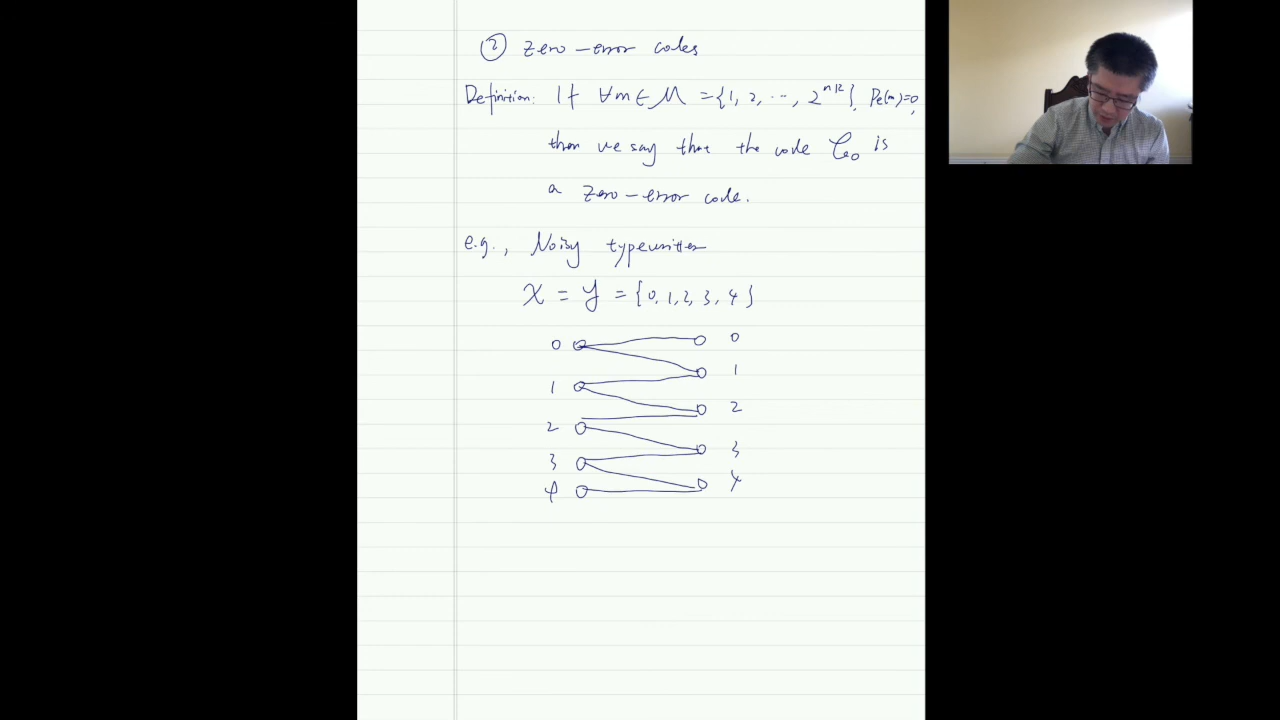 ② Zero-error codes
Definition: If ∀m∈M = {1, 2, ..., 2^{nR}}, Pe(m)=0,
then we say that the code C₀ is
a zero-error code.
e.g., Noisy typewriter
X = Y = {0, 1, 2, 3, 4}
0 0
1 1
2 2
3 3
4 4